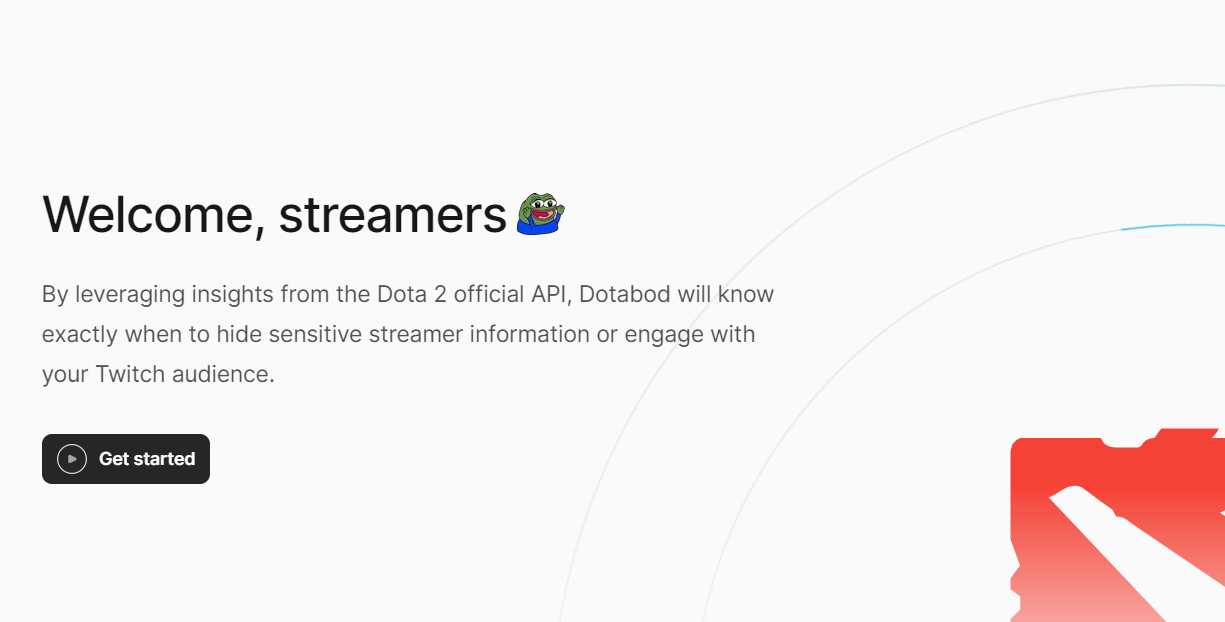 Welcome, streamers
By leveraging insights from the Dota 2 official API, Dotabod will know
exactly when to hide sensitive streamer information or engage with
your Twitch audience.
Get started